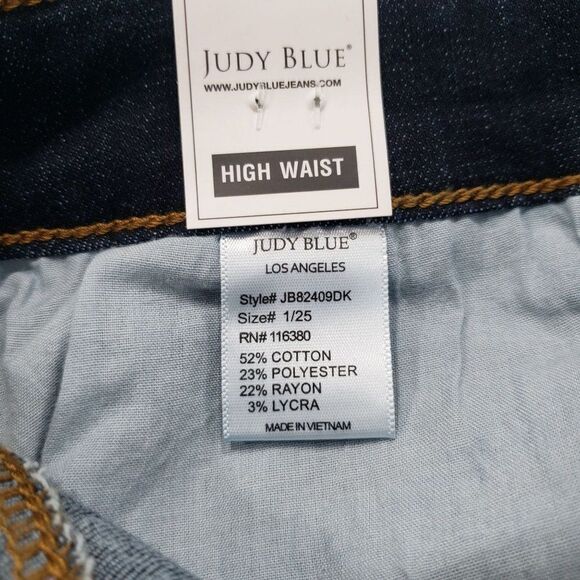 JUDY BLUE®
WWW.JUDYBLUEJEANS.COM
HIGH WAIST
JUDY BLUE®
LOS ANGELES
Style# JB82409DK
Size# 1/25
RN# 116380
52% COTTON
23% POLYESTER
22% RAYON
3% LYCRA
MADE IN VIETNAM